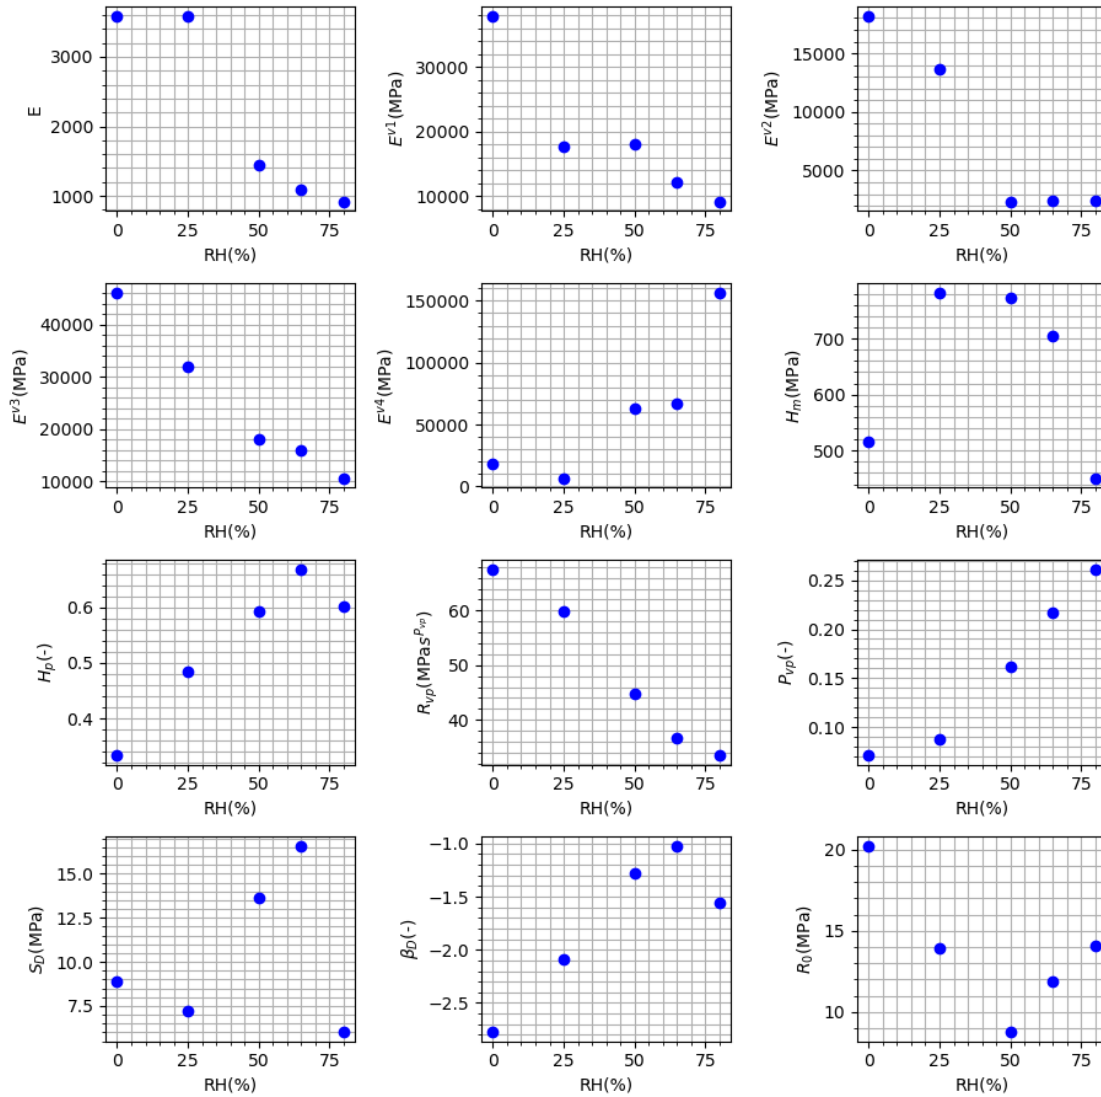 E
3000
2000
1000
0 25 50 75
RH(%)
E^{v1}(MPa)
30000
20000
10000
0 25 50 75
RH(%)
E^{v2}(MPa)
15000
10000
5000
0 25 50 75
RH(%)
E^{v3}(MPa)
40000
30000
20000
10000
0 25 50 75
RH(%)
E^{v4}(MPa)
150000
100000
50000
0
0 25 50 75
RH(%)
H_m(MPa)
700
600
500
0 25 50 75
RH(%)
H_p(-)
0.6
0.5
0.4
0 25 50 75
RH(%)
R_{vp}(MPas^{P_{vp}})
60
50
40
0 25 50 75
RH(%)
P_{vp}(-)
0.25
0.20
0.15
0.10
0 25 50 75
RH(%)
S_D(MPa)
15.0
12.5
10.0
7.5
0 25 50 75
RH(%)
β_D(-)
−1.0
−1.5
−2.0
−2.5
0 25 50 75
RH(%)
R_0(MPa)
20
15
10
0 25 50 75
RH(%)